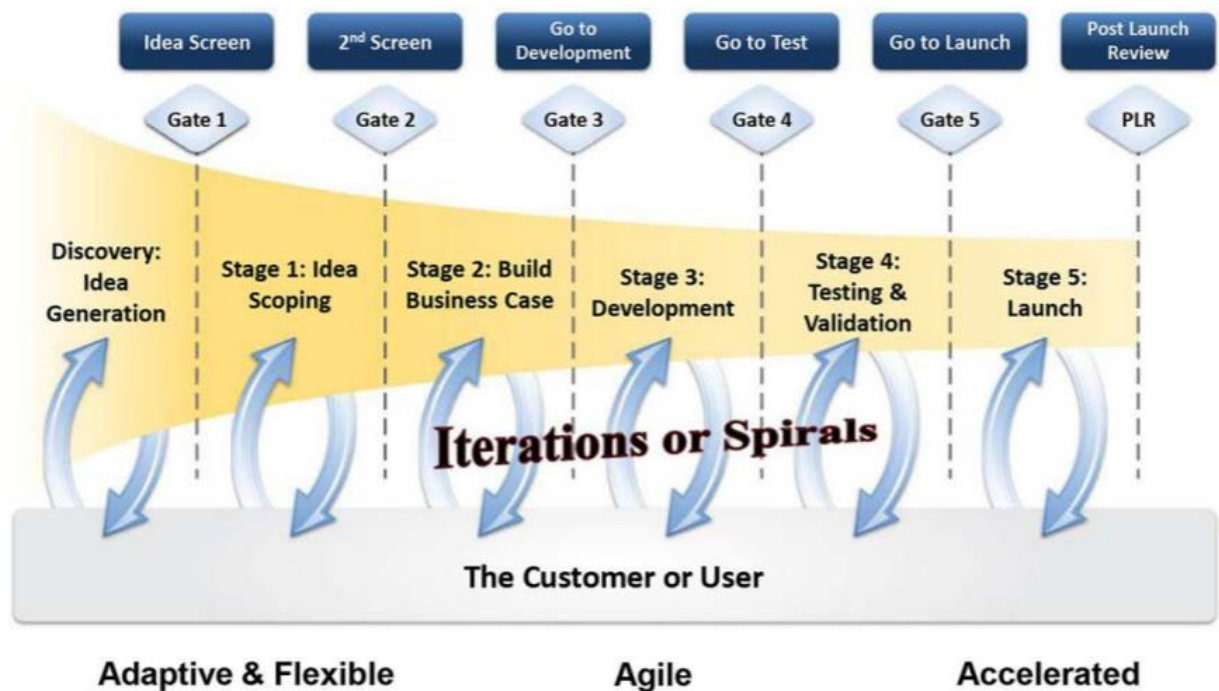 Idea Screen
2nd Screen
Go to
Development
Go to Test
Go to Launch
Post Launch
Review
Gate 1
Gate 2
Gate 3
Gate 4
Gate 5
PLR
Discovery:
Idea
Generation
Stage 1: Idea
Scoping
Stage 2: Build
Business Case
Stage 3:
Development
Stage 4:
Testing &
Validation
Stage 5:
Launch
Iterations or Spirals
The Customer or User
Adaptive & Flexible
Agile
Accelerated